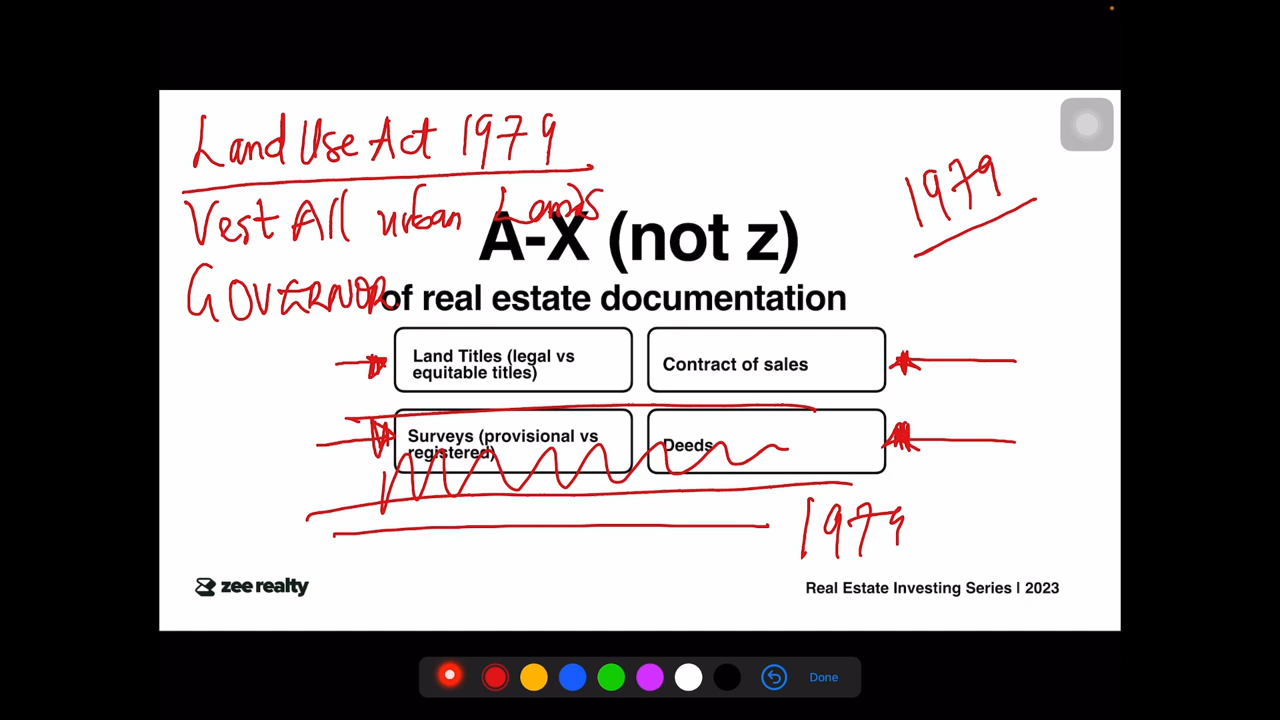 Land Use Act 1979
1979
Vest All urban Lands
A-X (not z)
GOVERNOR
of real estate documentation
Land Titles (legal vs
equitable titles)
Contract of sales
Surveys (provisional vs
registered)
Deeds
1979
zee realty
Real Estate Investing Series | 2023
Done